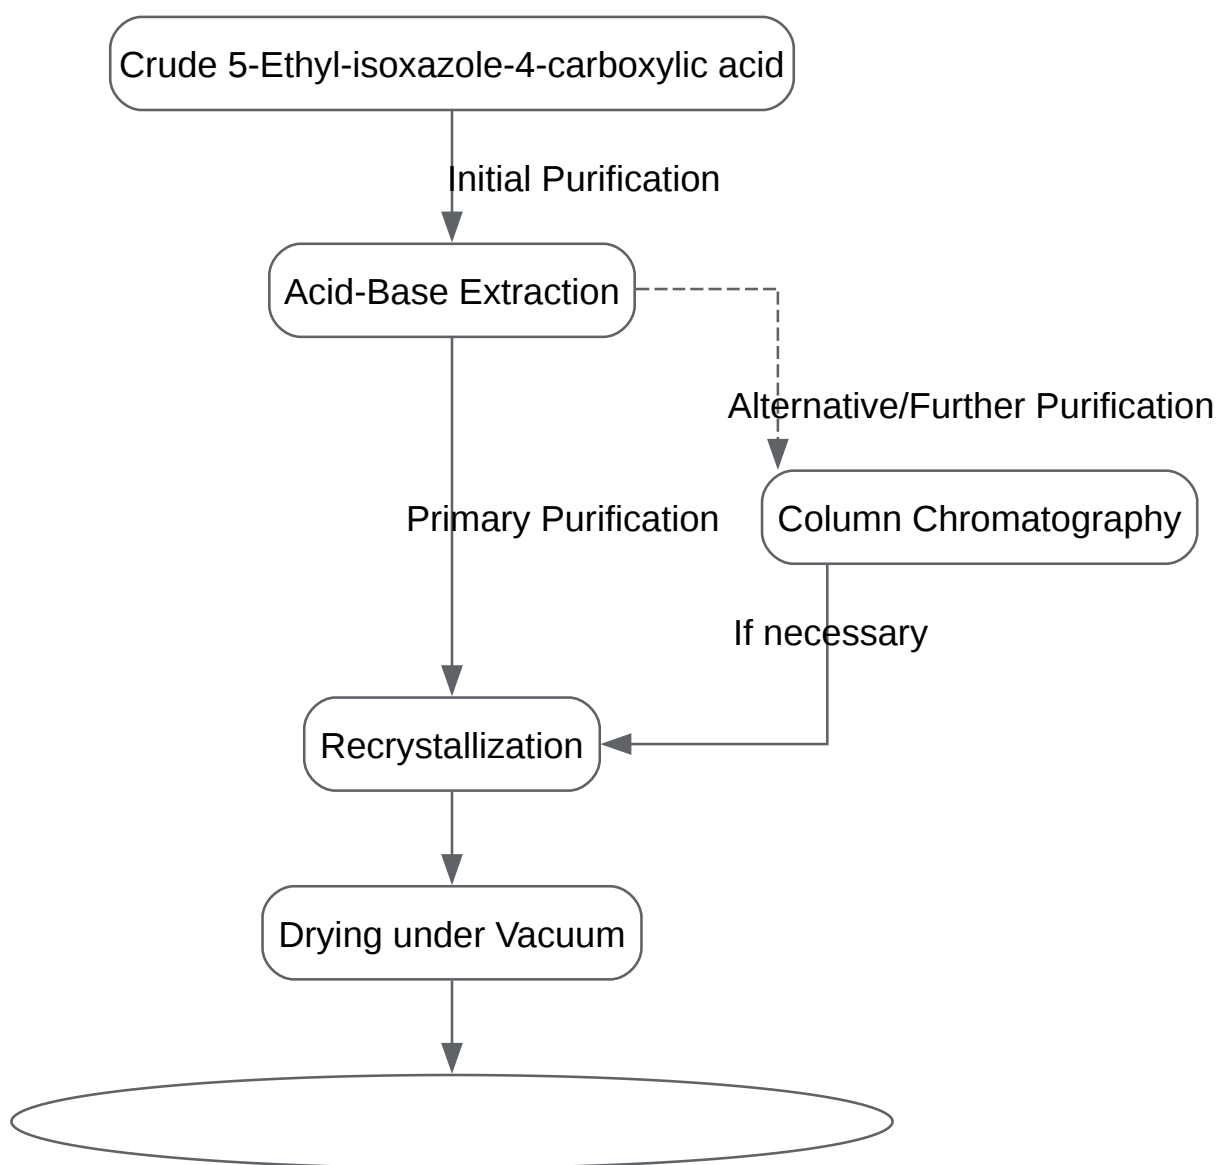 Crude 5-Ethyl-isoxazole-4-carboxylic acid
Initial Purification
Acid-Base Extraction
Alternative/Further Purification
Primary Purification
Column Chromatography
If necessary
Recrystallization
Drying under Vacuum